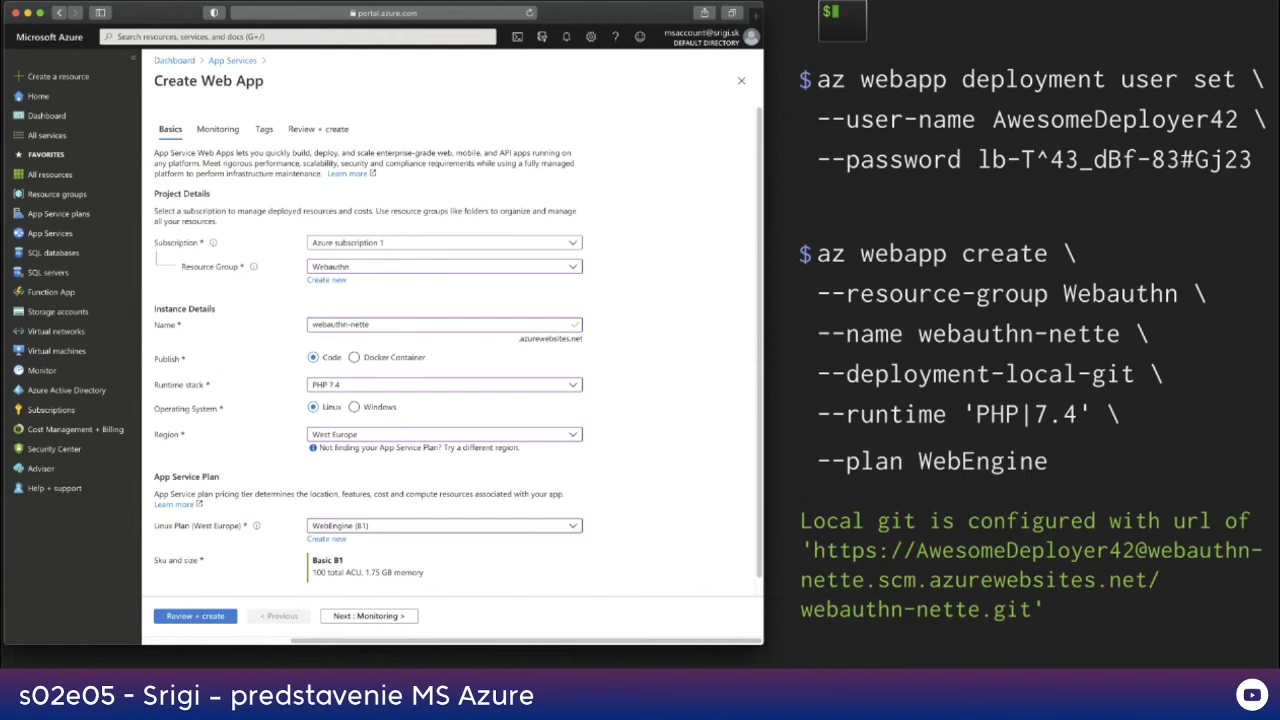 portal.azure.com
Microsoft Azure
Search resources, services, and docs (G+/)
msaccount@srigi.sk
DEFAULT DIRECTORY
Create a resource
Home
Dashboard
All services
FAVORITES
All resources
Resource groups
App Service plans
App Services
SQL databases
SQL servers
Function App
Storage accounts
Virtual networks
Virtual machines
Monitor
Azure Active Directory
Subscriptions
Cost Management + Billing
Security Center
Advisor
Help + support
Dashboard > App Services >
Create Web App
Basics Monitoring Tags Review + create
App Service Web Apps lets you quickly build, deploy, and scale enterprise-grade web, mobile, and API apps running on
any platform. Meet rigorous performance, scalability, security and compliance requirements while using a fully managed
platform to perform infrastructure maintenance. Learn more
Project Details
Select a subscription to manage deployed resources and costs. Use resource groups like folders to organize and manage
all your resources.
Subscription * Azure subscription 1
Resource Group * Webauthn
Create new
Instance Details
Name * webauthn-nette
.azurewebsites.net
Publish * Code Docker Container
Runtime stack * PHP 7.4
Operating System * Linux Windows
Region * West Europe
Not finding your App Service Plan? Try a different region.
App Service Plan
App Service plan pricing tier determines the location, features, cost and compute resources associated with your app.
Learn more
Linux Plan (West Europe) * WebEngine (B1)
Create new
Sku and size * Basic B1
100 total ACU, 1.75 GB memory
Review + create < Previous Next : Monitoring >
$
$ az webapp deployment user set \
--user-name AwesomeDeployer42 \
$ az webapp create \
--resource-group Webauthn \
--name webauthn-nette \
--deployment-local-git \
--runtime 'PHP|7.4' \
--plan WebEngine
Local git is configured with url of
'https://AwesomeDeployer42@webauthn-
nette.scm.azurewebsites.net/
webauthn-nette.git'
s02e05 - Srigi - predstavenie MS Azure